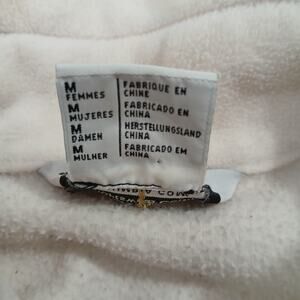 M
FEMMES
M
MUJERES
M
DAMEN
M
MULHER
FABRIQUE EN
CHINE
FABRICADO EN
CHINA
HERSTELLUNGSLAND
CHINA
FABRICADO EM
CHINA